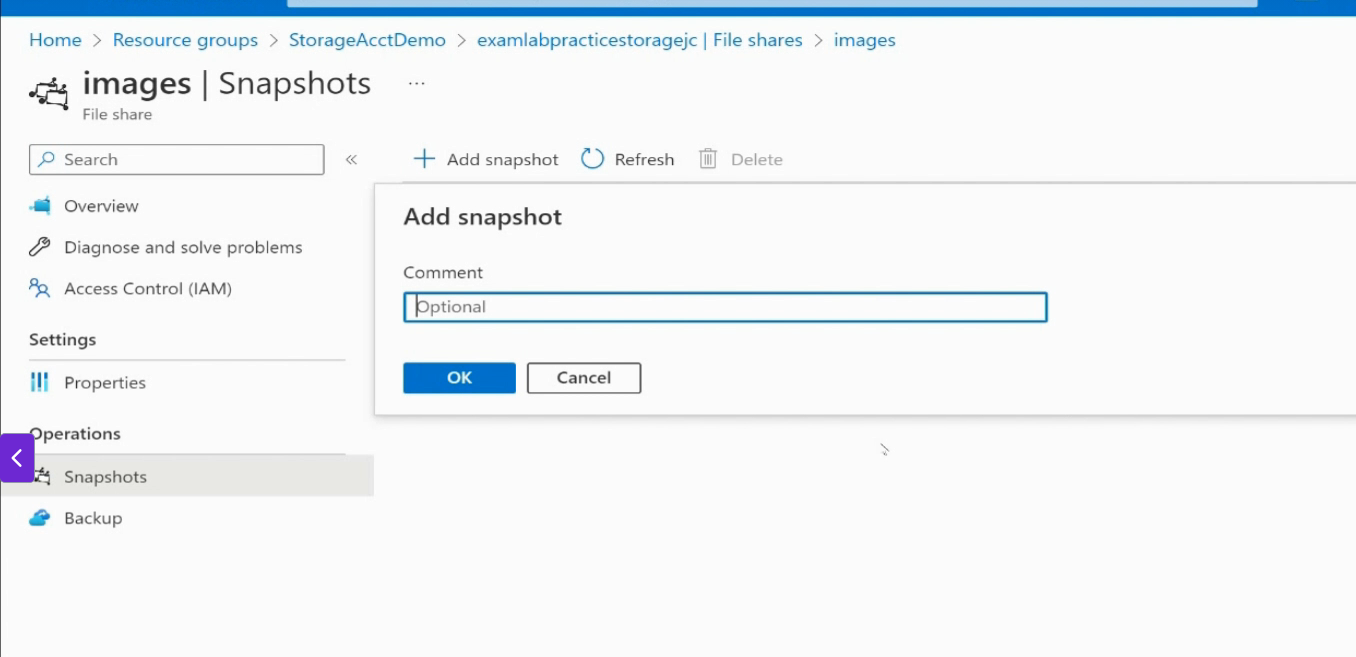 Home > Resource groups > StorageAcctDemo > examlabpracticestoragejc | File shares > images
images | Snapshots ...
File share
Search «
+ Add snapshot Refresh Delete
Overview
Diagnose and solve problems
Access Control (IAM)
Settings
Properties
Operations
Snapshots
Backup
Add snapshot
Comment
Optional
OK Cancel